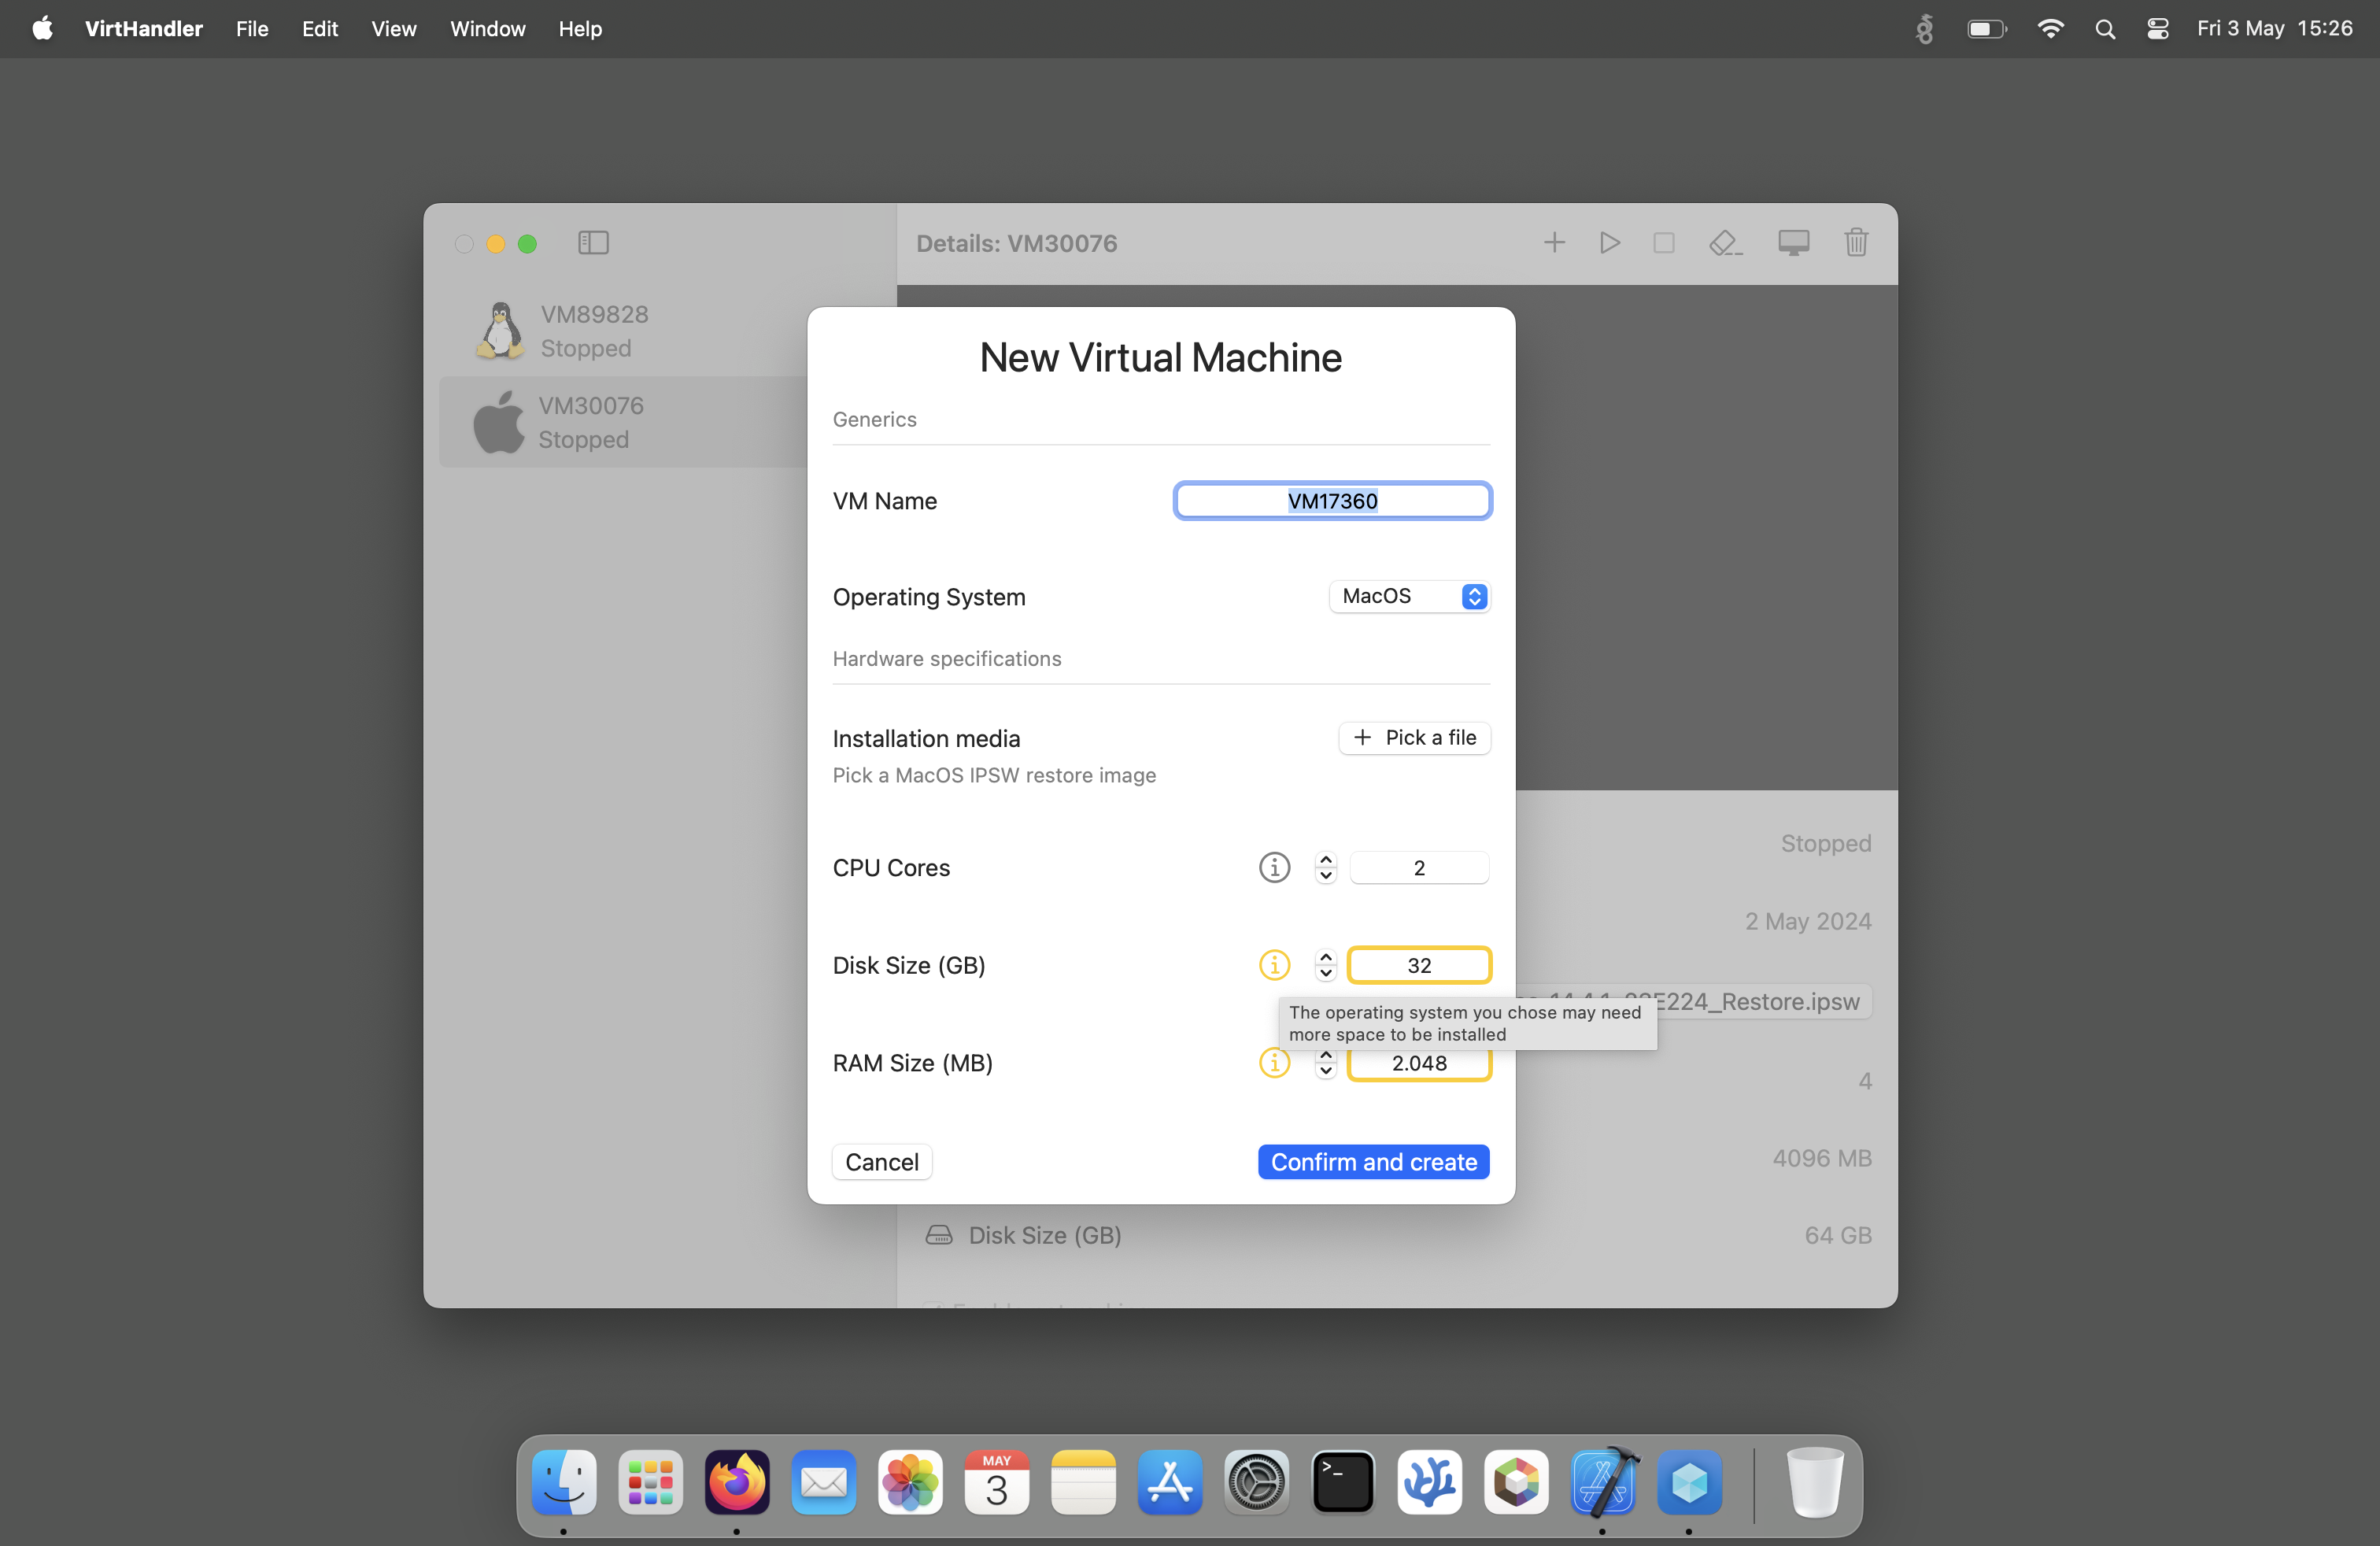 VirtHandler File Edit View Window Help Fri 3 May 15:26
Details: VM30076
VM89828
Stopped
VM30076
Stopped
New Virtual Machine
Generics
VM Name VM17360
Operating System MacOS
Hardware specifications
Installation media Pick a file
Pick a MacOS IPSW restore image
CPU Cores 2
Disk Size (GB) 32
The operating system you chose may need
more space to be installed
RAM Size (MB) 2.048
Cancel Confirm and create
Stopped
2 May 2024
E224_Restore.ipsw
4
4096 MB
Disk Size (GB) 64 GB
MAY
3